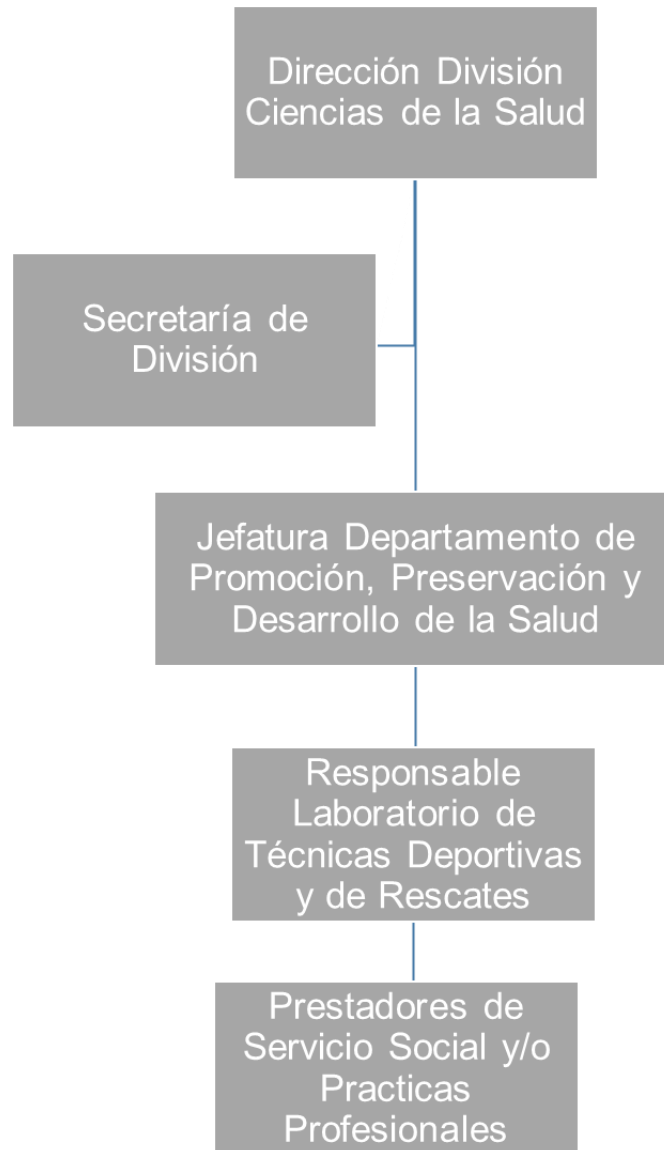 Dirección División
Ciencias de la Salud
Secretaría de
División
Jefatura Departamento de
Promoción, Preservación y
Desarrollo de la Salud
Responsable
Laboratorio de
Técnicas Deportivas
y de Rescates
Prestadores de
Servicio Social y/o
Practicas
Profesionales